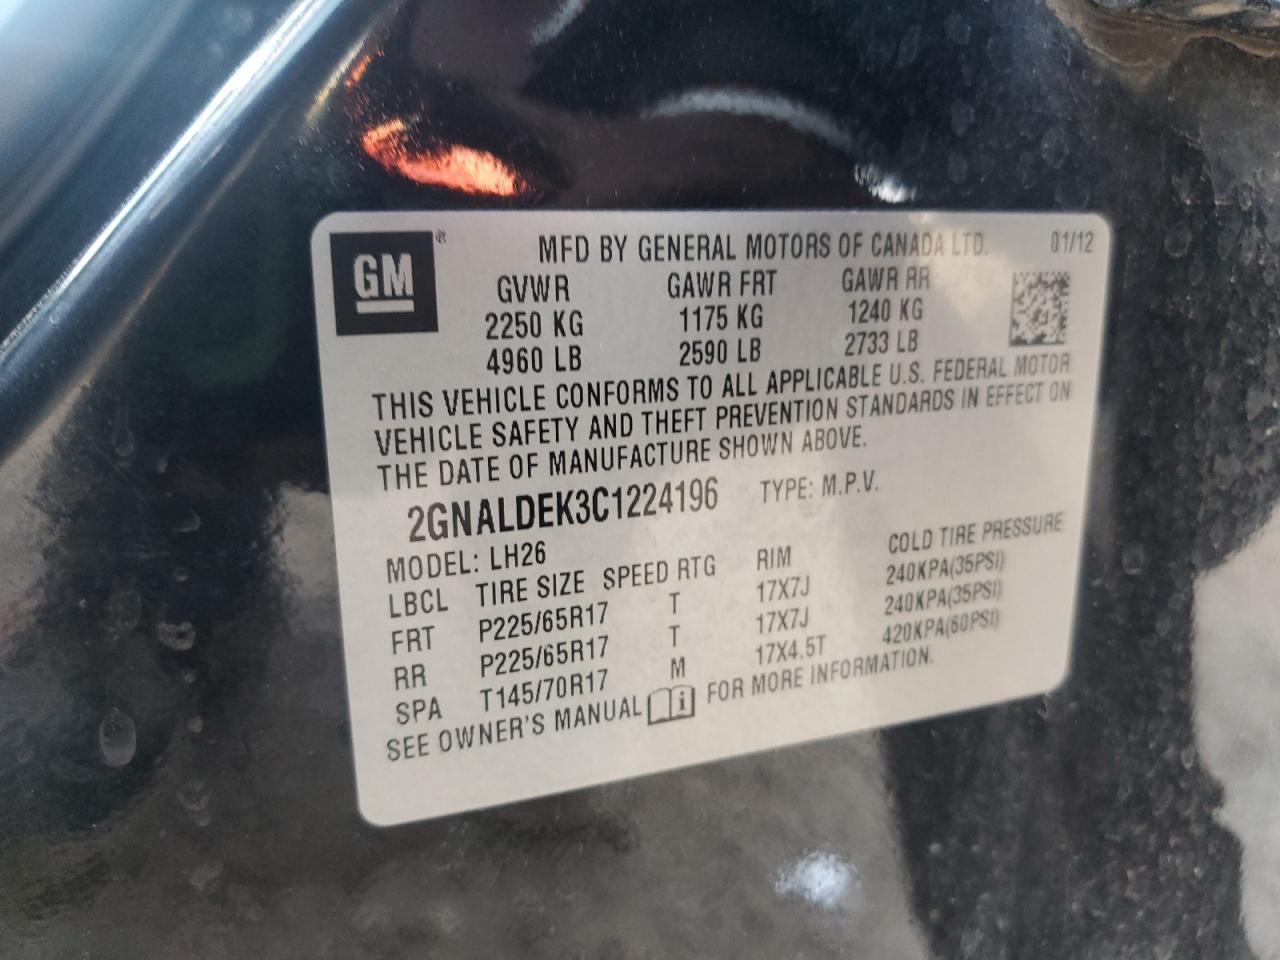 GM®
MFD BY GENERAL MOTORS OF CANADA LTD. 01/12
GVWR GAWR FRT GAWR RR
2250 KG 1175 KG 1240 KG
4960 LB 2590 LB 2733 LB
THIS VEHICLE CONFORMS TO ALL APPLICABLE U.S. FEDERAL MOTOR
VEHICLE SAFETY AND THEFT PREVENTION STANDARDS IN EFFECT ON
THE DATE OF MANUFACTURE SHOWN ABOVE.
2GNALDEK3C1224196 TYPE: M.P.V.
MODEL: LH26
LBCL TIRE SIZE SPEED RTG RIM COLD TIRE PRESSURE
FRT P225/65R17 T 17X7J 240KPA(35PSI)
RR P225/65R17 T 17X7J 240KPA(35PSI)
SPA T145/70R17 M 17X4.5T 420KPA(60PSI)
SEE OWNER'S MANUAL i FOR MORE INFORMATION.